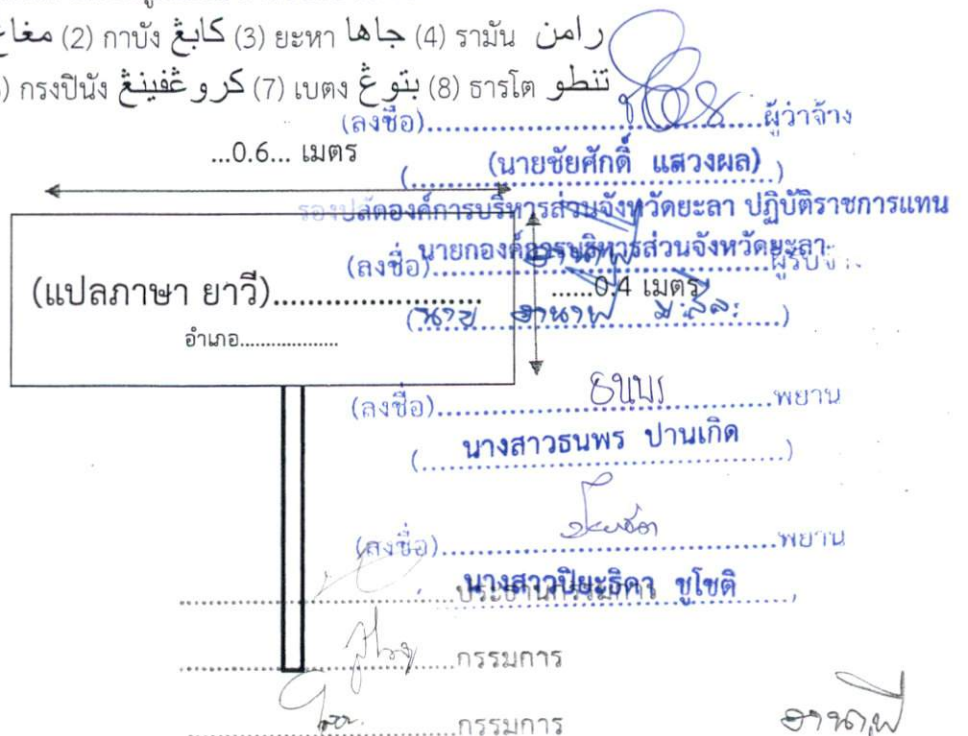 (2) กาบัง كابڠ (3) ยะหา جاها (4) รามัน رامن
กรงปินัง كروڠفينڠ (7) เบตง بتوڠ (8) ธารโต تنطو
(ลงชื่อ)..............................ผู้ว่าจ้าง
...0.6... เมตร
(นายชัยศักดิ์ แสวงผล)
รองปลัดองค์การบริหารส่วนจังหวัดยะลา ปฏิบัติราชการแทน
นายกองค์การบริหารส่วนจังหวัดยะลา
(ลงชื่อ)..............................ผู้รับจ้าง
(แปลภาษา ยาวี)........................
......0.4 เมตร
อำเภอ..................
(ลงชื่อ)......ธนพร......พยาน
(นางสาวธนพร ปานเกิด)
(ลงชื่อ)..............................พยาน
นางสาวปิยะธิดา ชูโชติ
..............................ประธานกรรมการ
..............................กรรมการ
..............................กรรมการ